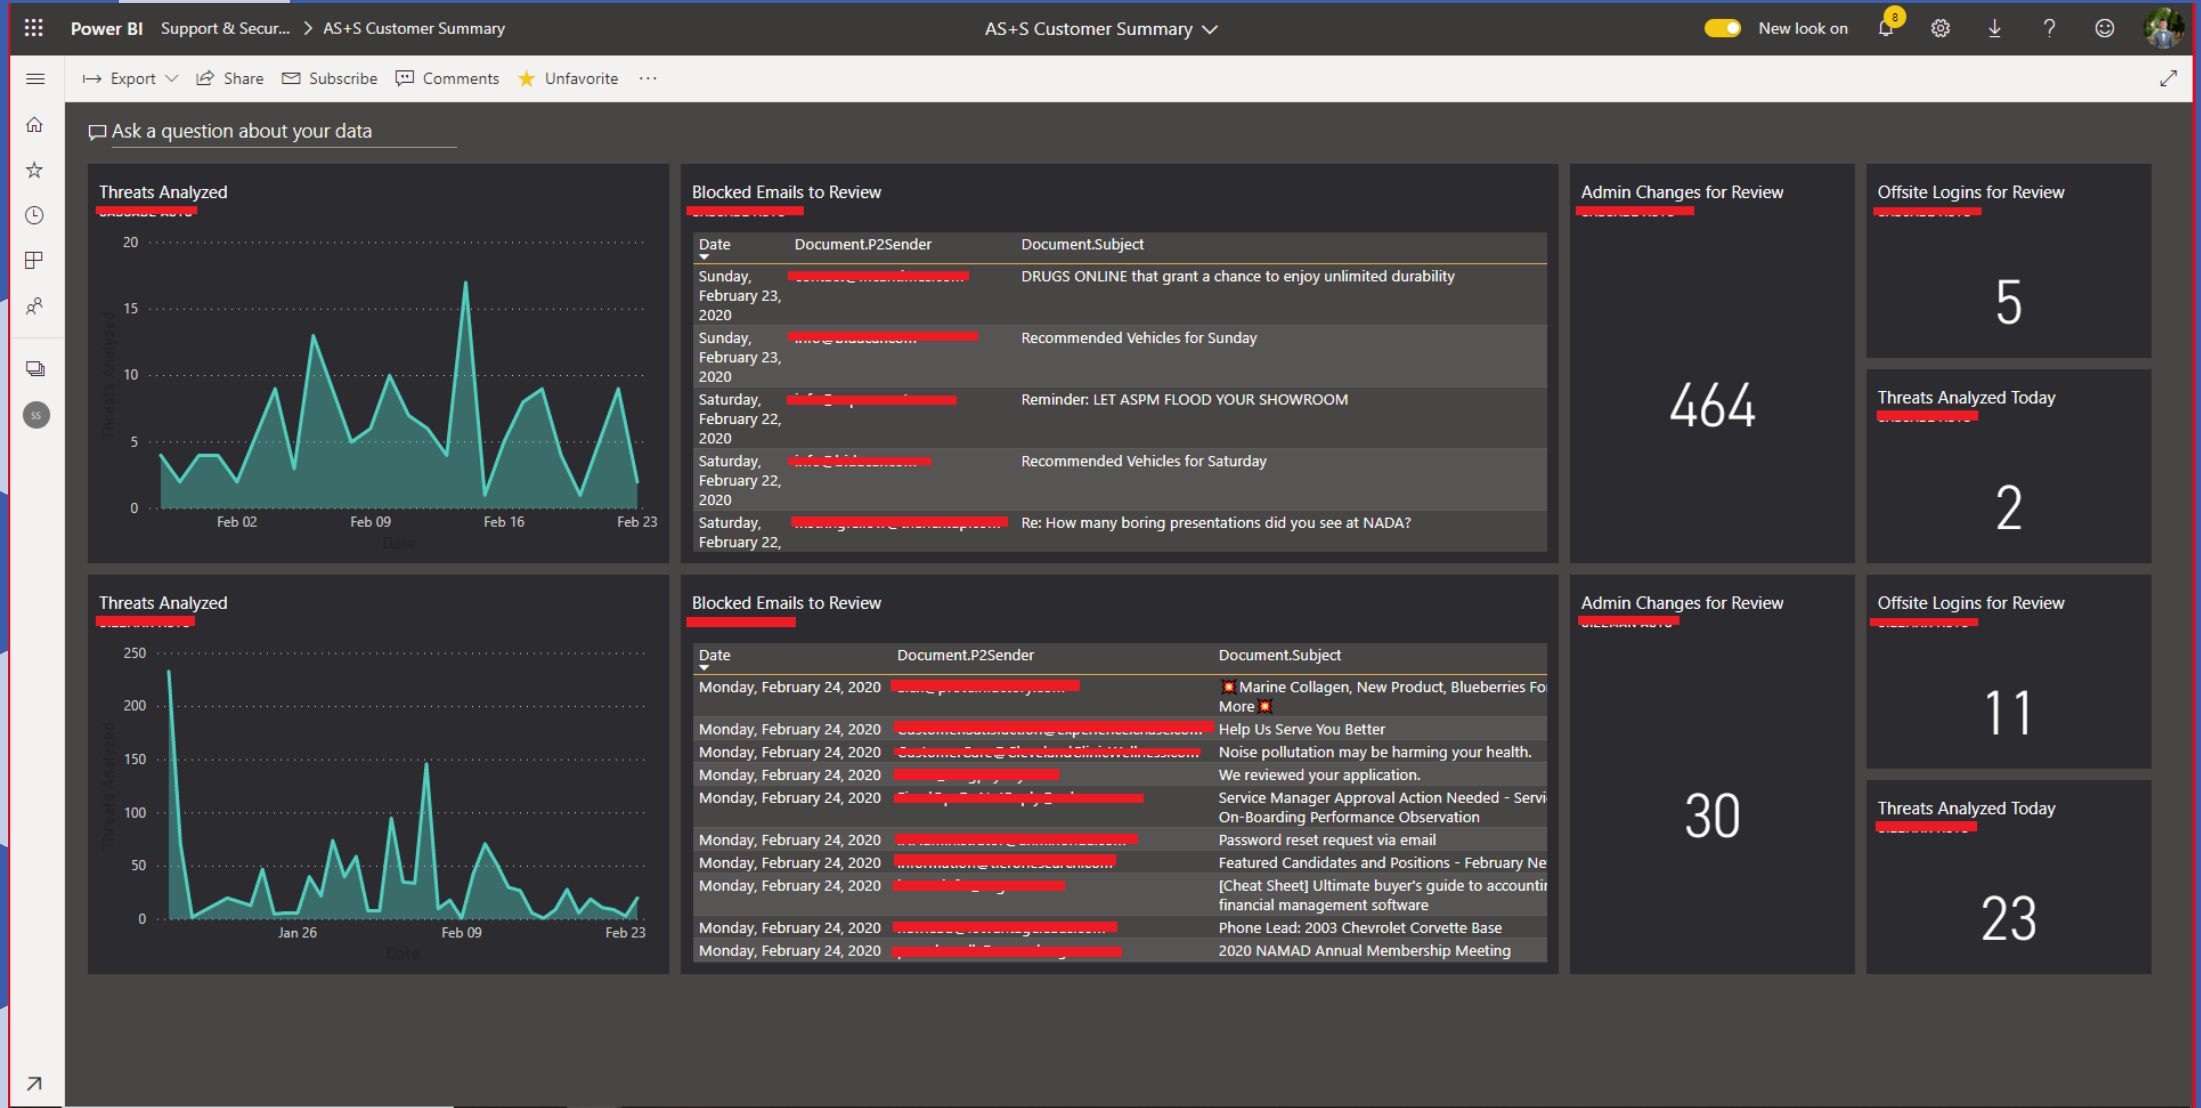 Power BI Support & Secur... AS+S Customer Summary
AS+S Customer Summary
New look on
8
Export Share Subscribe Comments Unfavorite ...
SS
Ask a question about your data
Threats Analyzed
20
15
10
5
0
Threats Analyzed
Feb 02 Feb 09 Feb 16 Feb 23
Date
Blocked Emails to Review
Date Document.P2Sender Document.Subject
Sunday, DRUGS ONLINE that grant a chance to enjoy unlimited durability
February 23,
2020
Sunday, Recommended Vehicles for Sunday
February 23,
2020
Saturday, Reminder: LET ASPM FLOOD YOUR SHOWROOM
February 22,
2020
Saturday, Recommended Vehicles for Saturday
February 22,
2020
Saturday, Re: How many boring presentations did you see at NADA?
February 22,
Admin Changes for Review
464
Offsite Logins for Review
5
Threats Analyzed Today
2
Threats Analyzed
250
200
150
100
50
0
Threats Analyzed
Jan 26 Feb 09 Feb 23
Date
Blocked Emails to Review
Date Document.P2Sender Document.Subject
Monday, February 24, 2020 💥Marine Collagen, New Product, Blueberries Fo
More💥
Monday, February 24, 2020 Help Us Serve You Better
Monday, February 24, 2020 Noise pollutation may be harming your health.
Monday, February 24, 2020 We reviewed your application.
Monday, February 24, 2020 Service Manager Approval Action Needed - Servi
On-Boarding Performance Observation
Monday, February 24, 2020 Password reset request via email
Monday, February 24, 2020 Featured Candidates and Positions - February Ne
Monday, February 24, 2020 [Cheat Sheet] Ultimate buyer's guide to accountin
financial management software
Monday, February 24, 2020 Phone Lead: 2003 Chevrolet Corvette Base
Monday, February 24, 2020 2020 NAMAD Annual Membership Meeting
Admin Changes for Review
30
Offsite Logins for Review
11
Threats Analyzed Today
23